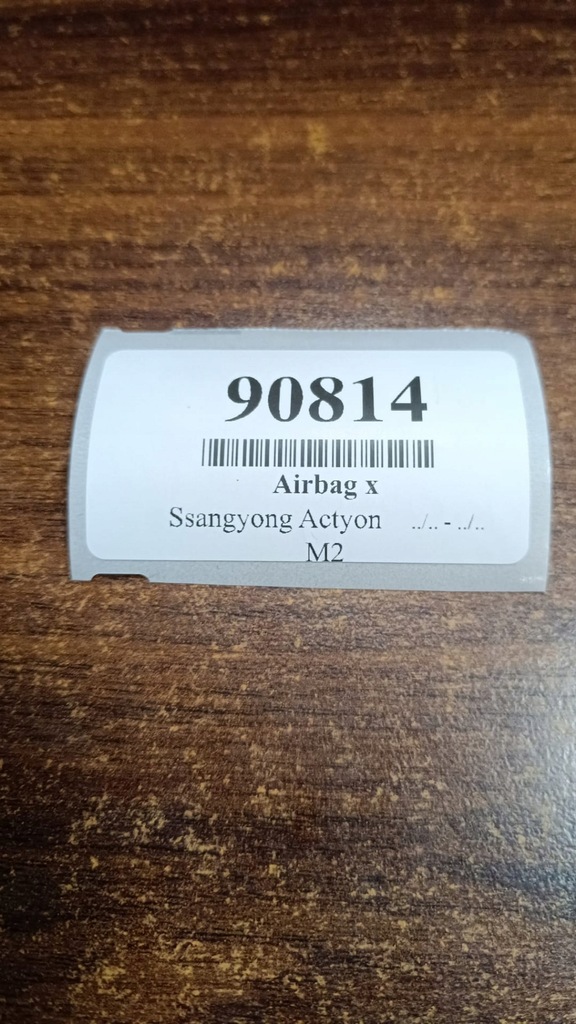 90814
Airbag x
Ssangyong Actyon ../.. - ../..
M2